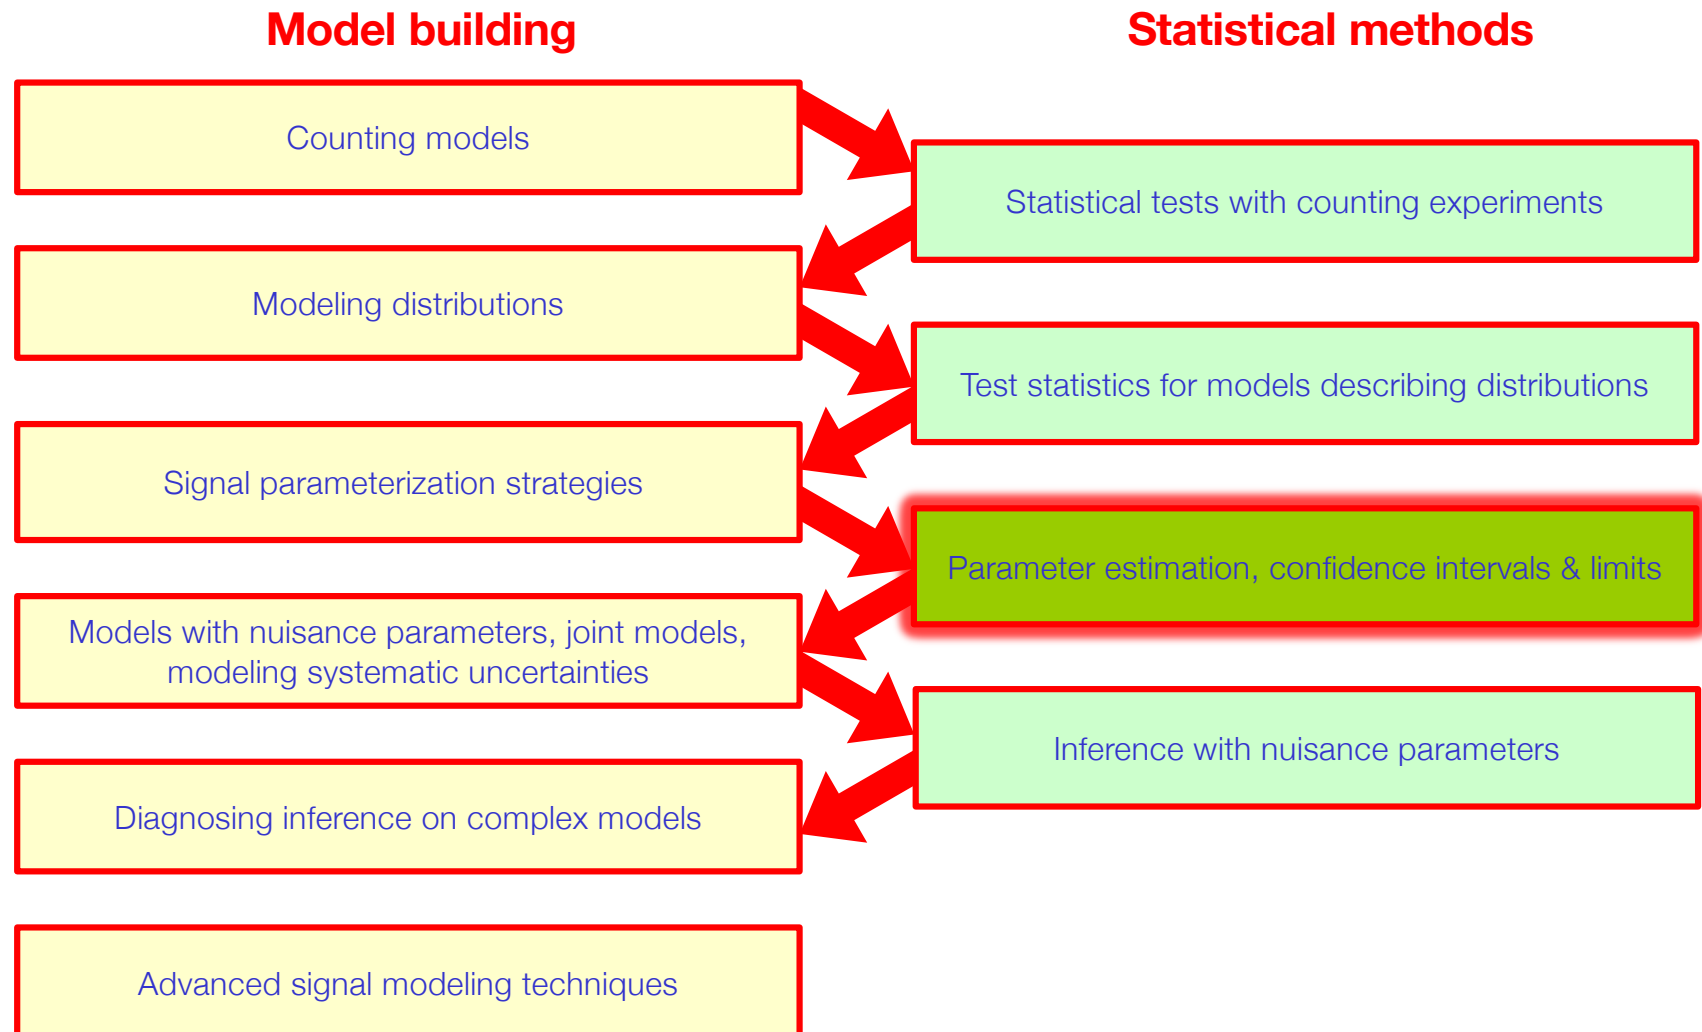 Model building
Statistical methods
Counting models
Statistical tests with counting experiments
Modeling distributions
Test statistics for models describing distributions
Signal parameterization strategies
Parameter estimation, confidence intervals & limits
Models with nuisance parameters, joint models,
modeling systematic uncertainties
Inference with nuisance parameters
Diagnosing inference on complex models
Advanced signal modeling techniques